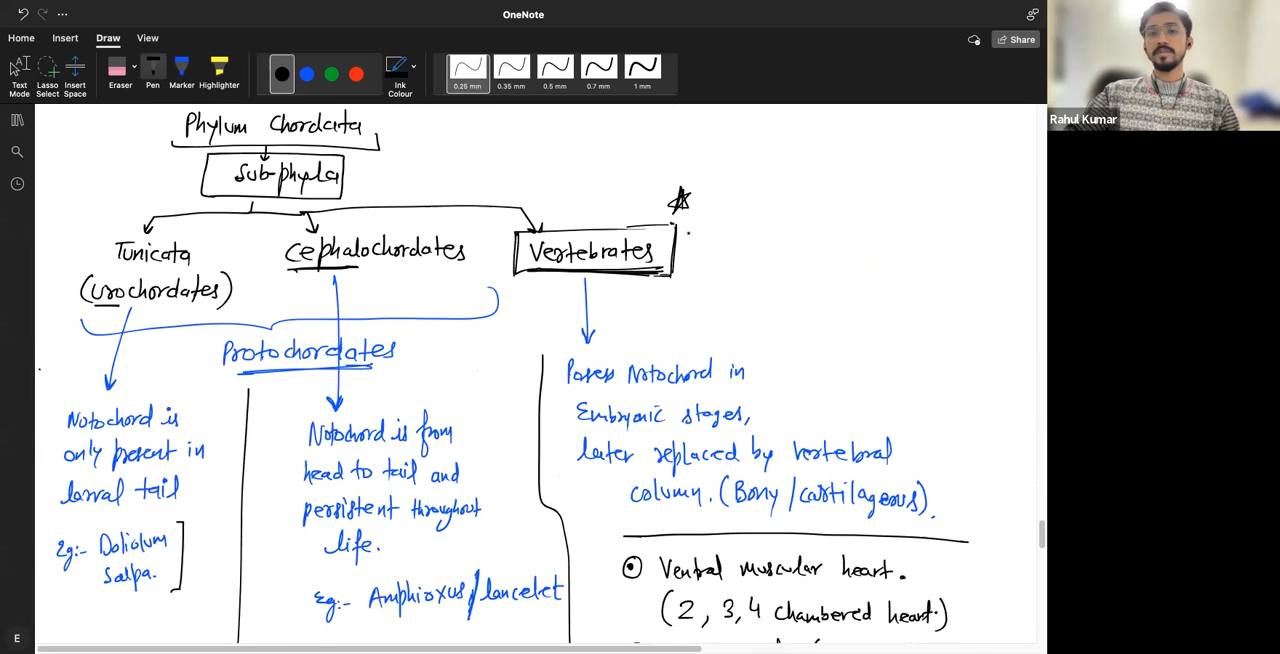 OneNote
Home Insert Draw View
Share
Text Mode
Lasso Select
Insert Space
Eraser
Pen
Marker
Highlighter
Ink Colour
0.25 mm
0.35 mm
0.5 mm
0.7 mm
1 mm
Rahul Kumar
Phylum Chordata
Sub-phyla
Tunicata
(Urochordates)
Cephalochordates
Vertebrates
Protochordates
Notochord is
only present in
larval tail
Eg:- Doliolum
Salpa.
Notochord is from
head to tail and
persistent throughout
life.
Eg:- Amphioxus/lancelet
Posess Notochord in
Embryonic stages,
later replaced by vertebral
column. (Bony/cartilageous).
Ventral muscular heart.
(2, 3, 4 chambered heart)
E